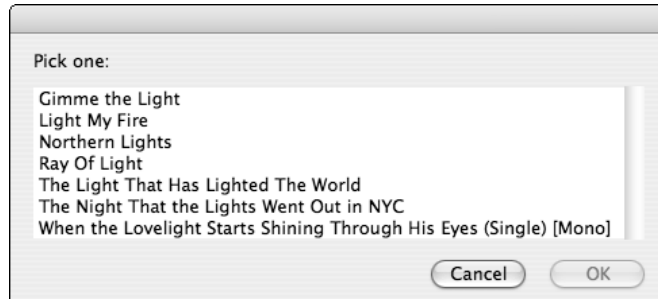 Pick one:
Gimme the Light
Light My Fire
Northern Lights
Ray Of Light
The Light That Has Lighted The World
The Night That the Lights Went Out in NYC
When the Lovelight Starts Shining Through His Eyes (Single) [Mono]
Cancel OK